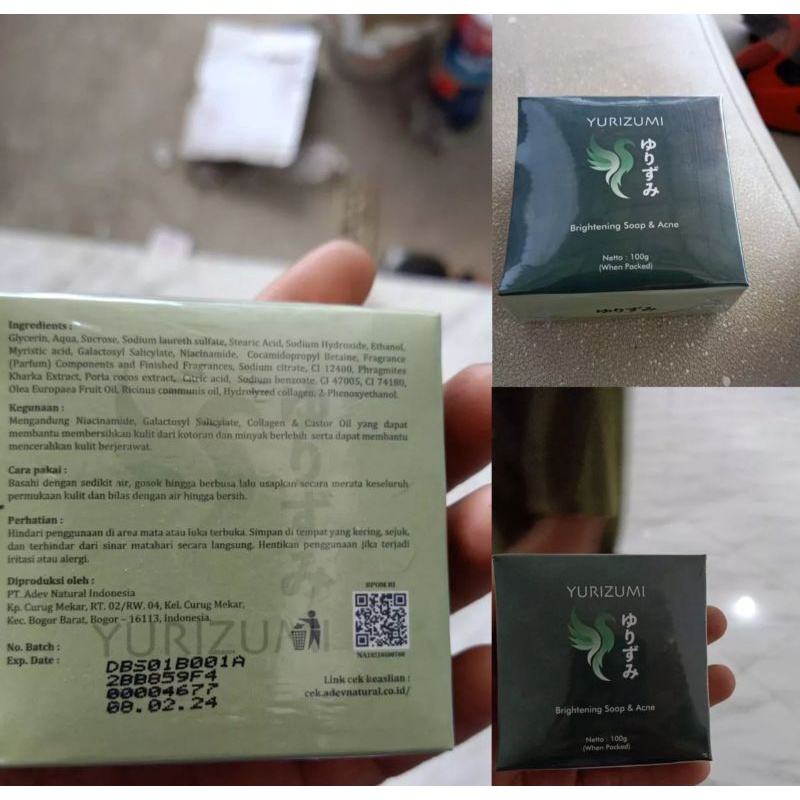 Ingredients :
Glycerin, Aqua, Sucrose, Sodium laureth sulfate, Stearic Acid, Sodium Hydroxide, Ethanol,
Myristic acid, Galactosyl Salicylate, Niacinamide, Cocamidopropyl Betaine, Fragrance
(Parfum) Components and Finished Fragrances, Sodium citrate, CI 12490, Phragmites
Kharka Extract, Poria cocos extract, Citric acid, Sodium benzoate, CI 47005, CI 74180,
Olea Europaea Fruit Oil, Ricinus communis oil, Hydrolyzed collagen, 2-Phenoxyethanol.
Kegunaan :
Mengandung Niacinamide, Galactosyl Salicylate, Collagen & Castor Oil yang dapat
membantu membersihkan kulit dari kotoran dan minyak berlebih serta dapat membantu
mencerahkan kulit berjerawat.
Cara pakai :
Basahi dengan sedikit air, gosok hingga berbusa lalu usapkan secara merata keseluruh
permukaan kulit dan bilas dengan air hingga bersih.
Perhatian :
Hindari penggunaan di area mata atau luka terbuka. Simpan di tempat yang kering, sejuk,
dan terhindar dari sinar matahari secara langsung. Hentikan penggunaan jika terjadi
iritasi atau alergi.
Diproduksi oleh :
PT. Adev Natural Indonesia
Kp. Curug Mekar, RT. 02/RW. 04, Kel. Curug Mekar,
Kec. Bogor Barat, Bogor – 16113, Indonesia.
BPOM RI
YURIZUMI
ゆりずみ
No. Batch :
Exp. Date :
DBS01B001A
2BB859F4
00004677
08.02.24
Link cek keaslian :
cek.adevnatural.co.id/
YURIZUMI
ゆりずみ
Brightening Soap & Acne
Netto : 100g
(When Packed)
ゆりずみ
YURIZUMI
ゆりずみ
Brightening Soap & Acne
Netto : 100g
(When Packed)